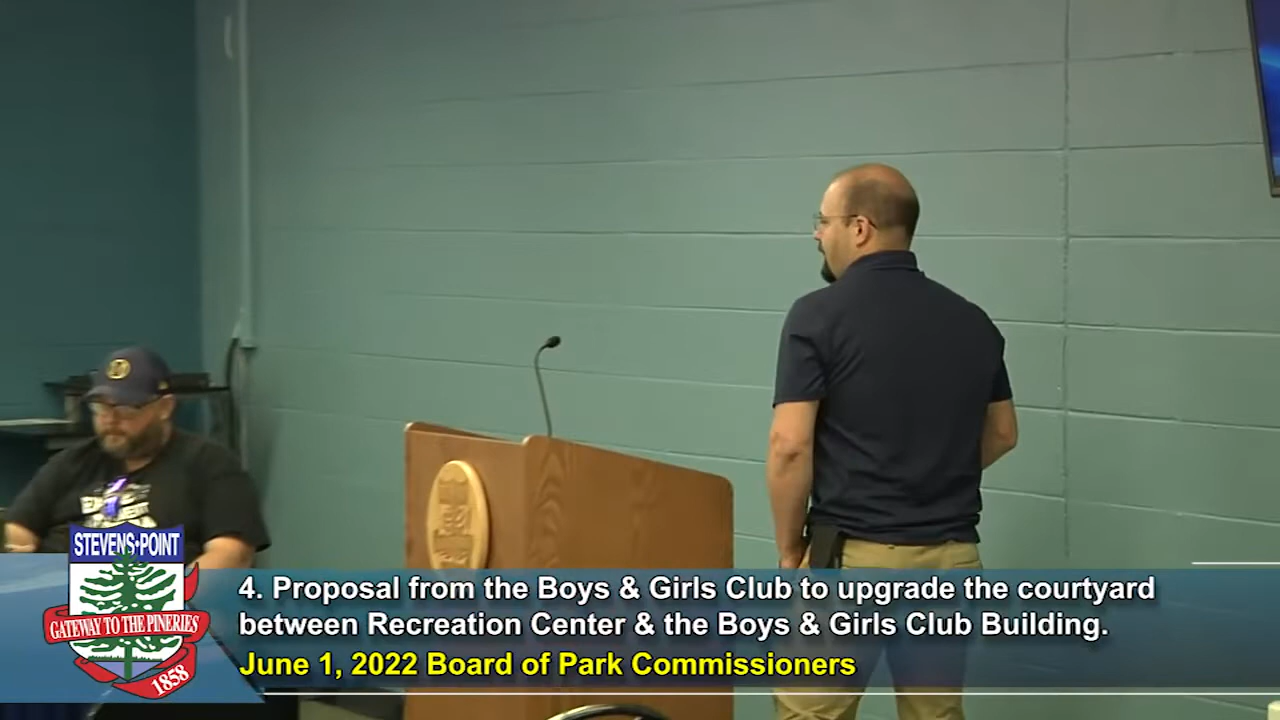 STEVENS POINT
GATEWAY TO THE PINERIES
1858
4. Proposal from the Boys & Girls Club to upgrade the courtyard
between Recreation Center & the Boys & Girls Club Building.
June 1, 2022 Board of Park Commissioners